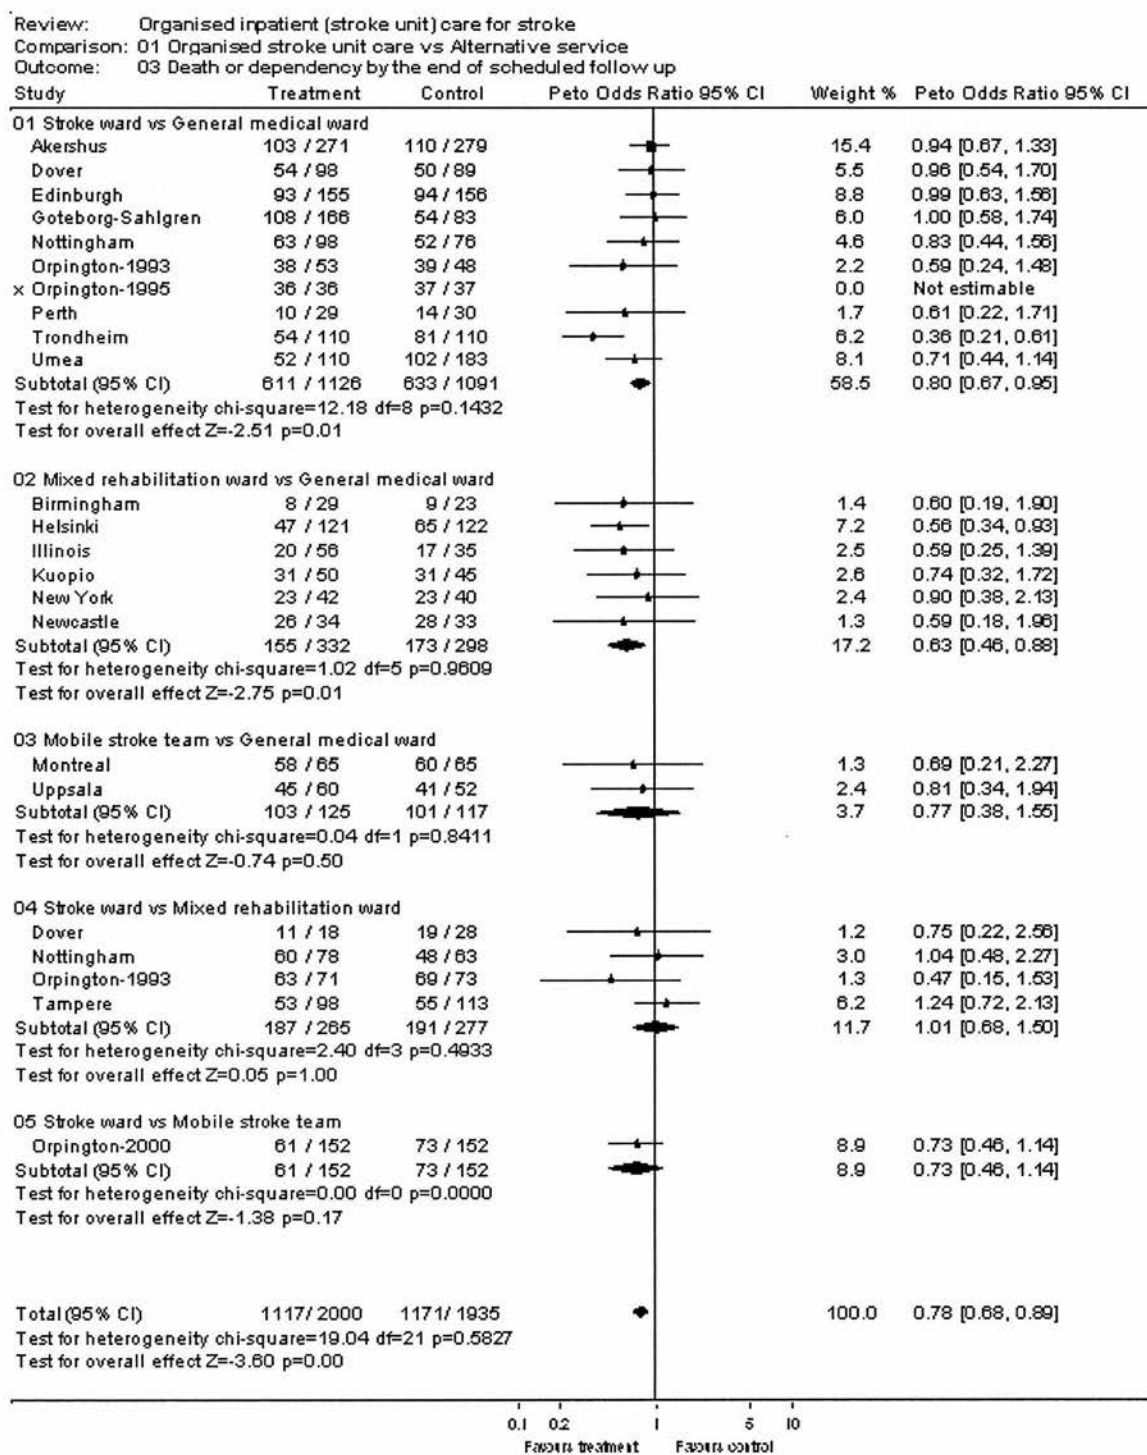 Review: Organised inpatient (stroke unit) care for stroke
Comparison: 01 Organised stroke unit care vs Alternative service
Outcome: 03 Death or dependency by the end of scheduled follow up
Study Treatment Control Peto Odds Ratio 95% CI Weight % Peto Odds Ratio 95% CI
01 Stroke ward vs General medical ward
Akershus 103 / 271 110 / 279 15.4 0.94 [0.67, 1.33]
Dover 54 / 98 50 / 89 5.5 0.96 [0.54, 1.70]
Edinburgh 93 / 155 94 / 156 8.8 0.99 [0.63, 1.56]
Goteborg-Sahlgren 108 / 166 54 / 83 6.0 1.00 [0.58, 1.74]
Nottingham 63 / 98 52 / 76 4.6 0.83 [0.44, 1.56]
Orpington-1993 38 / 53 39 / 48 2.2 0.59 [0.24, 1.48]
x Orpington-1995 36 / 36 37 / 37 0.0 Not estimable
Perth 10 / 29 14 / 30 1.7 0.61 [0.22, 1.71]
Trondheim 54 / 110 81 / 110 6.2 0.36 [0.21, 0.61]
Umea 52 / 110 102 / 183 8.1 0.71 [0.44, 1.14]
Subtotal (95% CI) 611 / 1126 633 / 1091 58.5 0.80 [0.67, 0.95]
Test for heterogeneity chi-square=12.18 df=8 p=0.1432
Test for overall effect Z=-2.51 p=0.01
02 Mixed rehabilitation ward vs General medical ward
Birmingham 8 / 29 9 / 23 1.4 0.60 [0.19, 1.90]
Helsinki 47 / 121 65 / 122 7.2 0.56 [0.34, 0.93]
Illinois 20 / 56 17 / 35 2.5 0.59 [0.25, 1.39]
Kuopio 31 / 50 31 / 45 2.6 0.74 [0.32, 1.72]
New York 23 / 42 23 / 40 2.4 0.90 [0.38, 2.13]
Newcastle 26 / 34 28 / 33 1.3 0.59 [0.18, 1.96]
Subtotal (95% CI) 155 / 332 173 / 298 17.2 0.63 [0.46, 0.88]
Test for heterogeneity chi-square=1.02 df=5 p=0.9609
Test for overall effect Z=-2.75 p=0.01
03 Mobile stroke team vs General medical ward
Montreal 58 / 65 60 / 65 1.3 0.69 [0.21, 2.27]
Uppsala 45 / 60 41 / 52 2.4 0.81 [0.34, 1.94]
Subtotal (95% CI) 103 / 125 101 / 117 3.7 0.77 [0.38, 1.55]
Test for heterogeneity chi-square=0.04 df=1 p=0.8411
Test for overall effect Z=-0.74 p=0.50
04 Stroke ward vs Mixed rehabilitation ward
Dover 11 / 18 19 / 28 1.2 0.75 [0.22, 2.56]
Nottingham 60 / 78 48 / 63 3.0 1.04 [0.48, 2.27]
Orpington-1993 63 / 71 69 / 73 1.3 0.47 [0.15, 1.53]
Tampere 53 / 98 55 / 113 6.2 1.24 [0.72, 2.13]
Subtotal (95% CI) 187 / 265 191 / 277 11.7 1.01 [0.68, 1.50]
Test for heterogeneity chi-square=2.40 df=3 p=0.4933
Test for overall effect Z=0.05 p=1.00
05 Stroke ward vs Mobile stroke team
Orpington-2000 61 / 152 73 / 152 8.9 0.73 [0.46, 1.14]
Subtotal (95% CI) 61 / 152 73 / 152 8.9 0.73 [0.46, 1.14]
Test for heterogeneity chi-square=0.00 df=0 p=0.0000
Test for overall effect Z=-1.38 p=0.17
Total (95% CI) 1117/ 2000 1171/ 1935 100.0 0.78 [0.68, 0.89]
Test for heterogeneity chi-square=19.04 df=21 p=0.5827
Test for overall effect Z=-3.60 p=0.00
0.1 0.2 1 5 10
Favours treatment Favours control